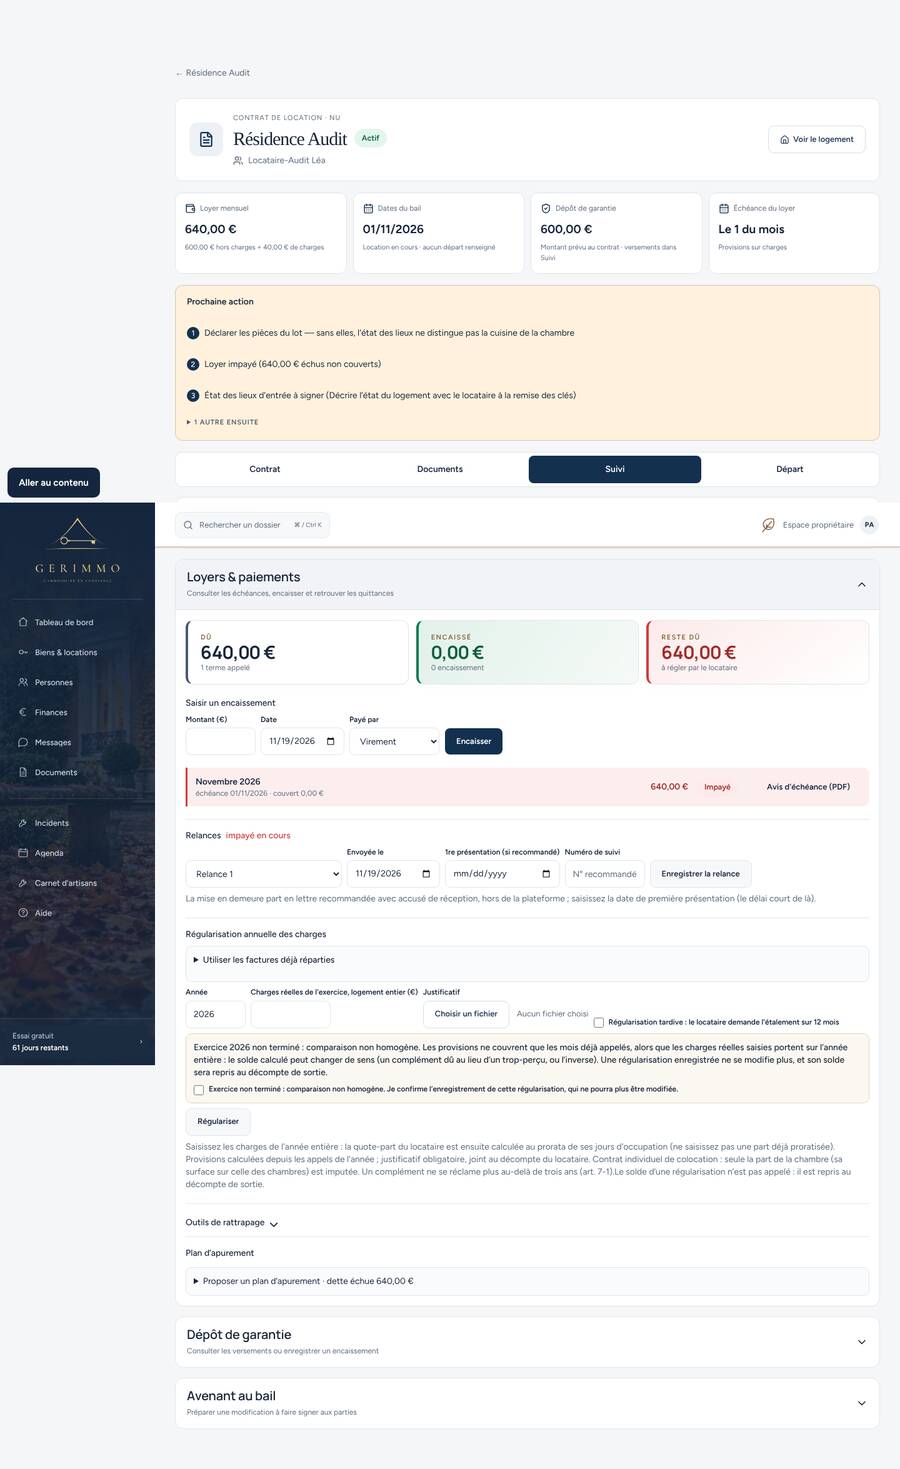 ← Résidence Audit
CONTRAT DE LOCATION · NU
Résidence Audit
Actif
Locataire-Audit Léa
Voir le logement
Loyer mensuel
640,00 €
600,00 € hors charges + 40,00 € de charges
Dates du bail
01/11/2026
Location en cours · aucun départ renseigné
Dépôt de garantie
600,00 €
Montant prévu au contrat · versements dans
Suivi
Échéance du loyer
Le 1 du mois
Provisions sur charges
Prochaine action
1 Déclarer les pièces du lot — sans elles, l'état des lieux ne distingue pas la cuisine de la chambre
2 Loyer impayé (640,00 € échus non couverts)
3 État des lieux d'entrée à signer (Décrire l'état du logement avec le locataire à la remise des clés)
▸ 1 AUTRE ENSUITE
Contrat
Documents
Suivi
Départ
Aller au contenu
Rechercher un dossier
⌘ / Ctrl K
Espace propriétaire
PA
GERIMMO
L'IMMOBILIER EN CONFIANCE
Tableau de bord
Biens & locations
Personnes
Finances
Messages
Documents
Incidents
Agenda
Carnet d'artisans
Aide
Essai gratuit
61 jours restants
Loyers & paiements
Consulter les échéances, encaisser et retrouver les quittances
DÛ
640,00 €
1 terme appelé
ENCAISSÉ
0,00 €
0 encaissement
RESTE DÛ
640,00 €
à régler par le locataire
Saisir un encaissement
Montant (€)
Date
11/19/2026
Payé par
Virement
Encaisser
Novembre 2026
échéance 01/11/2026 · couvert 0,00 €
640,00 €
Impayé
Avis d'échéance (PDF)
Relances impayé en cours
Relance 1
Envoyée le
11/19/2026
1re présentation (si recommandé)
mm/dd/yyyy
Numéro de suivi
N° recommandé
Enregistrer la relance
La mise en demeure part en lettre recommandée avec accusé de réception, hors de la plateforme ; saisissez la date de première présentation (le délai court de là).
Régularisation annuelle des charges
▸ Utiliser les factures déjà réparties
Année
2026
Charges réelles de l'exercice, logement entier (€)
Justificatif
Choisir un fichier
Aucun fichier choisi
Régularisation tardive : le locataire demande l'étalement sur 12 mois
Exercice 2026 non terminé : comparaison non homogène. Les provisions ne couvrent que les mois déjà appelés, alors que les charges réelles saisies portent sur l'année
entière : le solde calculé peut changer de sens (un complément dû au lieu d'un trop-perçu, ou l'inverse). Une régularisation enregistrée ne se modifie plus, et son solde
sera repris au décompte de sortie.
Exercice non terminé : comparaison non homogène. Je confirme l'enregistrement de cette régularisation, qui ne pourra plus être modifiée.
Régulariser
Saisissez les charges de l'année entière : la quote-part du locataire est ensuite calculée au prorata de ses jours d'occupation (ne saisissez pas une part déjà proratisée).
Provisions calculées depuis les appels de l'année ; justificatif obligatoire, joint au décompte du locataire. Contrat individuel de colocation : seule la part de la chambre (sa
surface sur celle des chambres) est imputée. Un complément ne se réclame plus au-delà de trois ans (art. 7-1).Le solde d'une régularisation n'est pas appelé : il est repris au
décompte de sortie.
Outils de rattrapage
Plan d'apurement
▸ Proposer un plan d'apurement · dette échue 640,00 €
Dépôt de garantie
Consulter les versements ou enregistrer un encaissement
Avenant au bail
Préparer une modification à faire signer aux parties